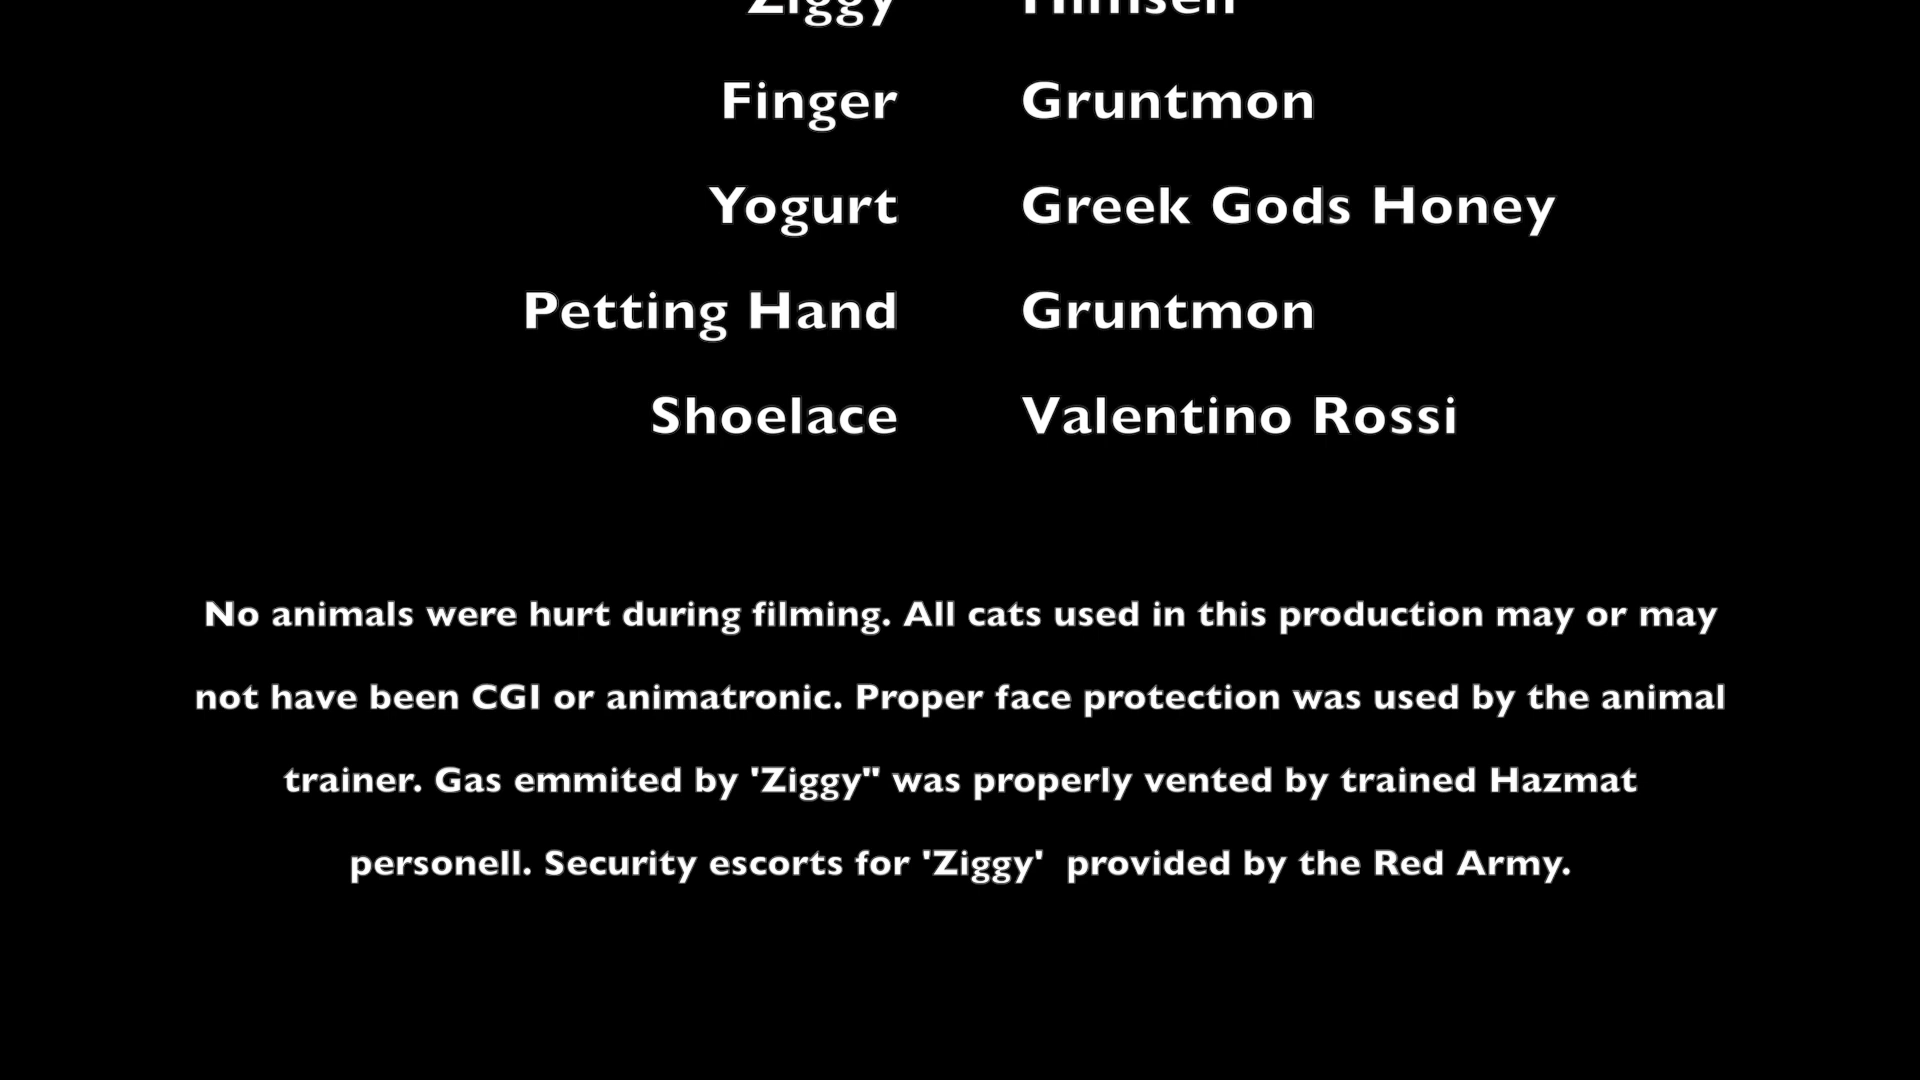 Ziggy Himself
Finger Gruntmon
Yogurt Greek Gods Honey
Petting Hand Gruntmon
Shoelace Valentino Rossi
No animals were hurt during filming. All cats used in this production may or may
not have been CGI or animatronic. Proper face protection was used by the animal
trainer. Gas emmited by 'Ziggy" was properly vented by trained Hazmat
personell. Security escorts for 'Ziggy'  provided by the Red Army.